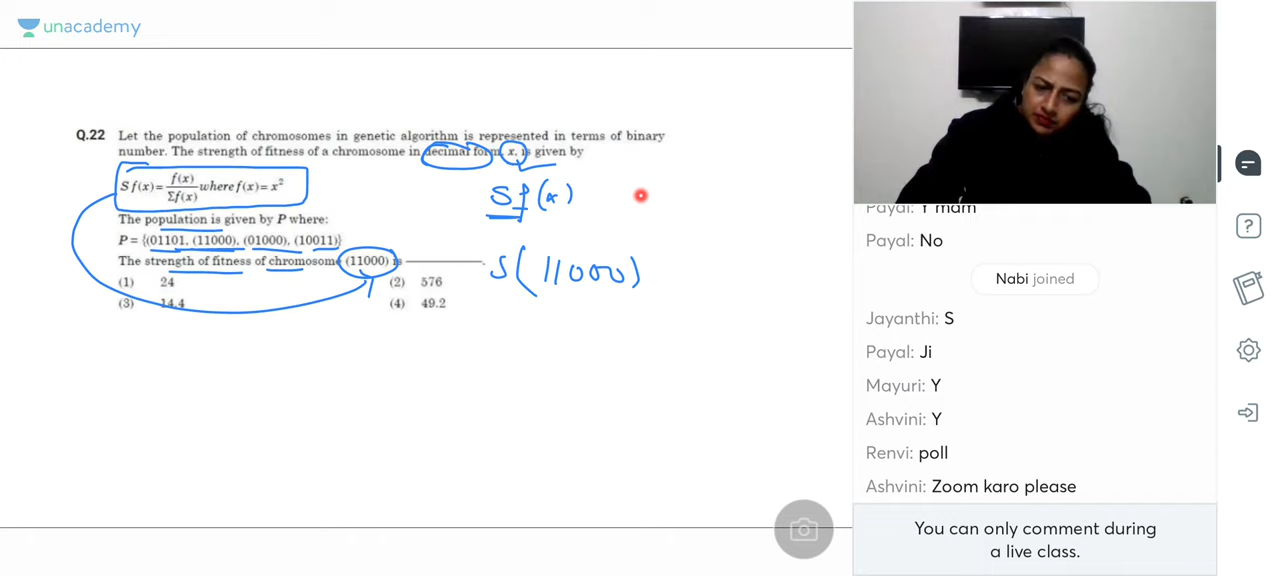 unacademy
Q.22 Let the population of chromosomes in genetic algorithm is represented in terms of binary
number. The strength of fitness of a chromosome in decimal form x, is given by
S f(x) = f(x) / Σf(x) where f(x) = x²
S f(x)
The population is given by P where:
P = {(01101, (11000), (01000), (10011)}
The strength of fitness of chromosome (11000) is ________.
S(11000)
(1) 24 (2) 576
(3) 14.4 (4) 49.2
Payal: Y mam
Payal: No
Nabi joined
Jayanthi: S
Payal: Ji
Mayuri: Y
Ashvini: Y
Renvi: poll
Ashvini: Zoom karo please
You can only comment during
a live class.